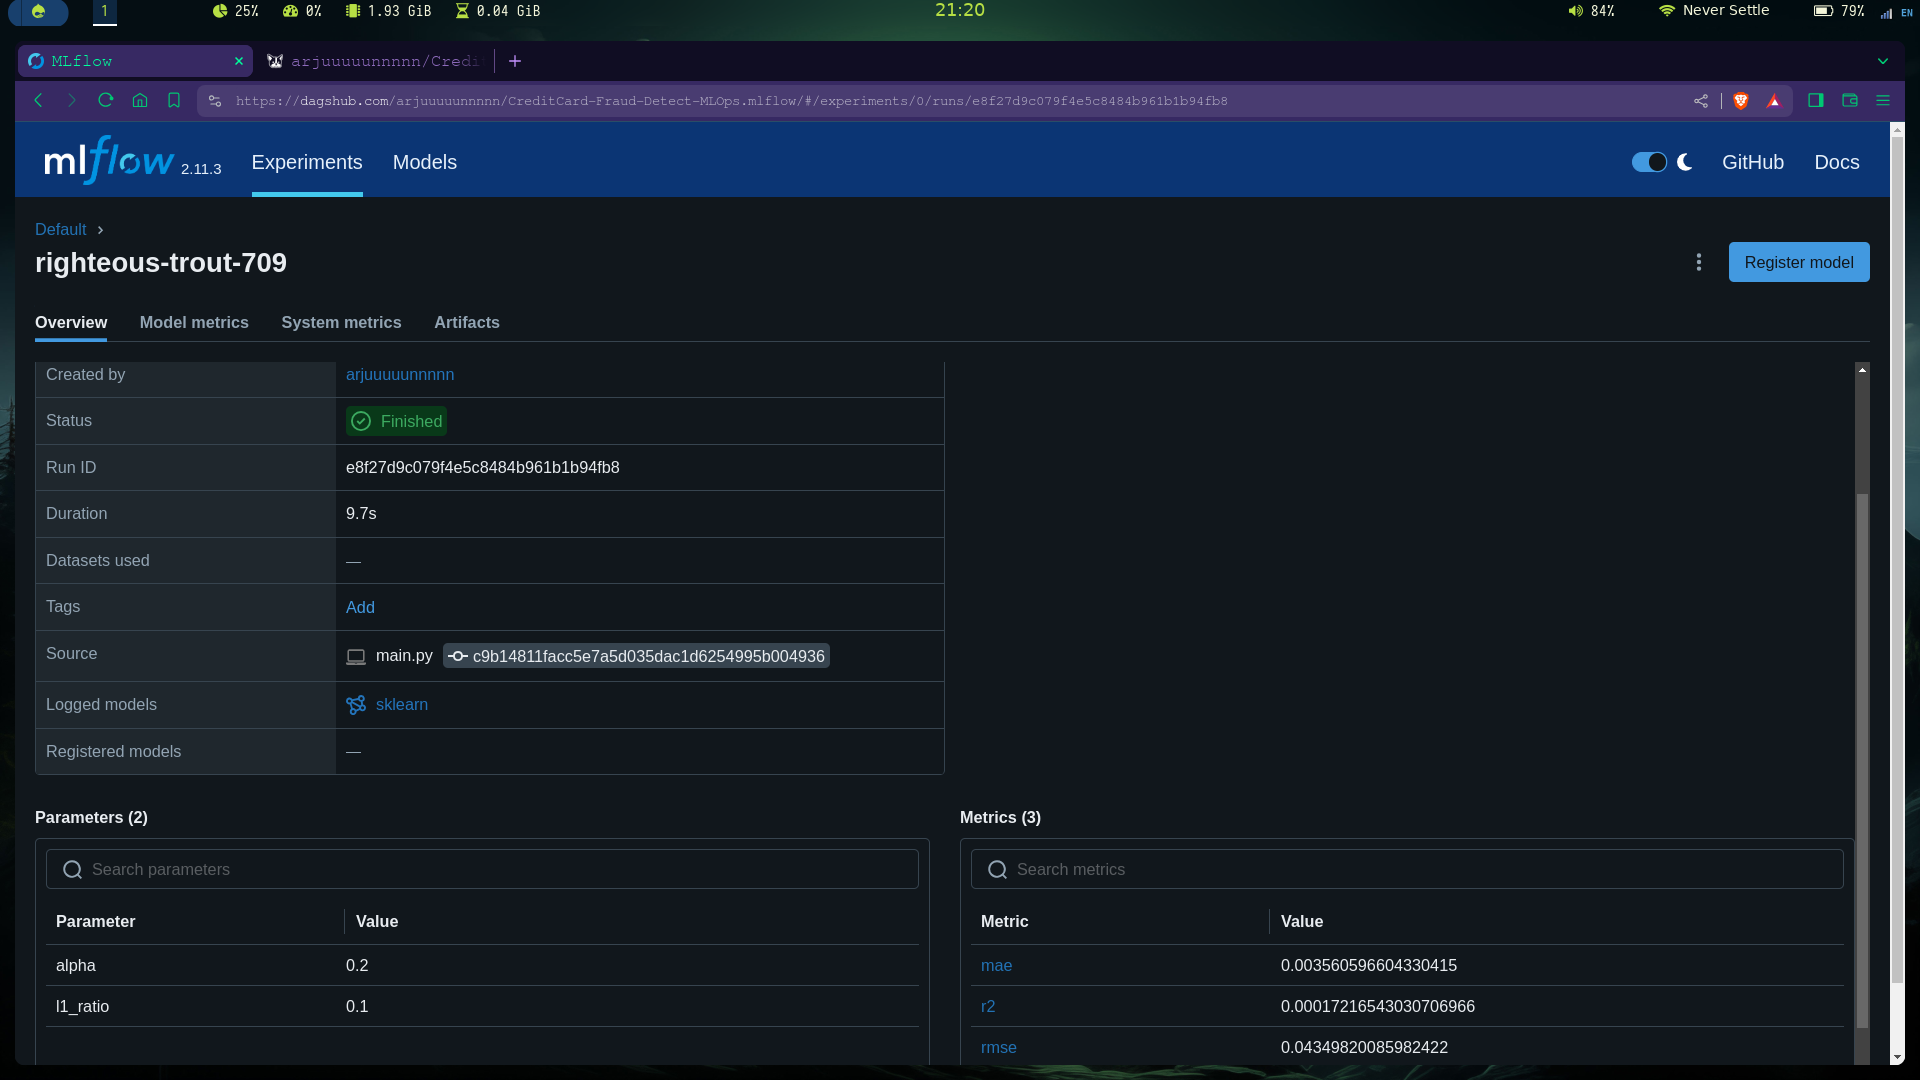 1 25% 0% 1.93 GiB 0.04 GiB 21:20 84% Never Settle 79% EN
MLflow × arjuuuuunnnnn/Credi +
https://dagshub.com/arjuuuuunnnnn/CreditCard-Fraud-Detect-MLOps.mlflow/#/experiments/0/runs/e8f27d9c079f4e5c8484b961b1b94fb8
mlflow 2.11.3 Experiments Models GitHub Docs
Default ›
righteous-trout-709
Register model
Overview Model metrics System metrics Artifacts
Created by arjuuuuunnnnn
Status Finished
Run ID e8f27d9c079f4e5c8484b961b1b94fb8
Duration 9.7s
Datasets used —
Tags Add
Source main.py c9b14811facc5e7a5d035dac1d6254995b004936
Logged models sklearn
Registered models —
Parameters (2)
Search parameters
Parameter Value
alpha 0.2
l1_ratio 0.1
Metrics (3)
Search metrics
Metric Value
mae 0.003560596604330415
r2 0.00017216543030706966
rmse 0.04349820085982422